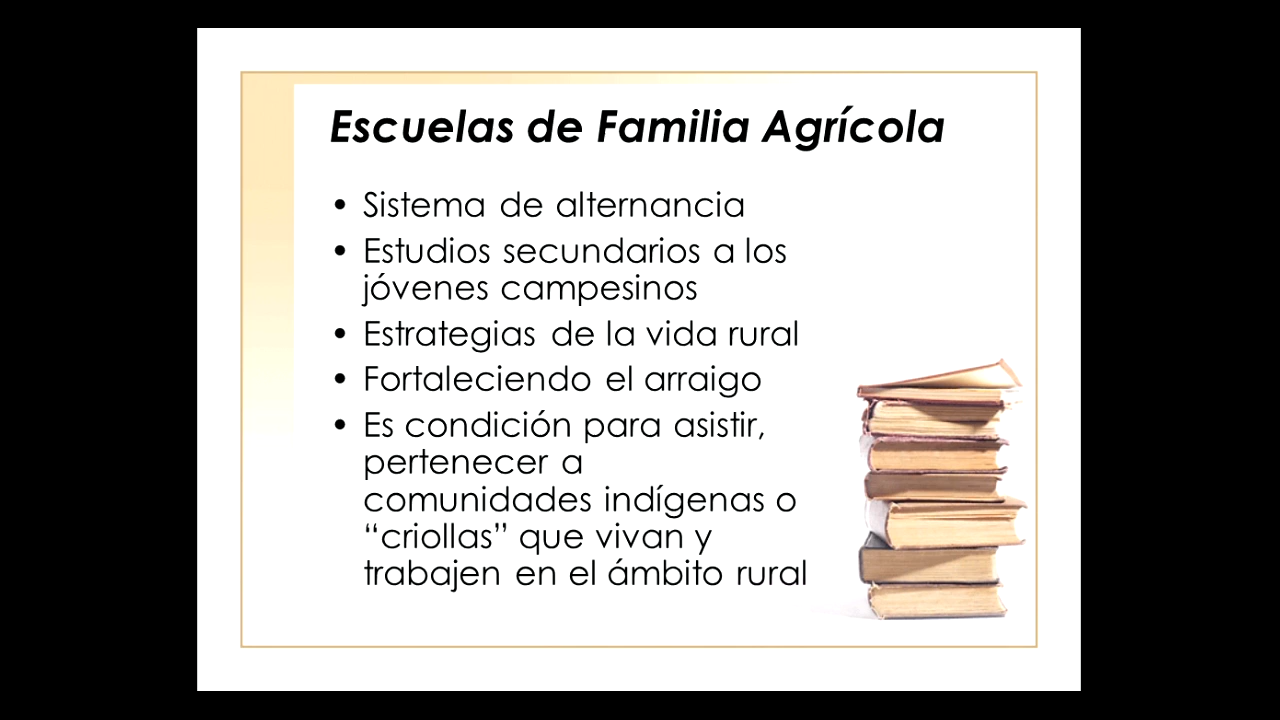 Escuelas de Familia Agrícola
• Sistema de alternancia
• Estudios secundarios a los
jóvenes campesinos
• Estrategias de la vida rural
• Fortaleciendo el arraigo
• Es condición para asistir,
pertenecer a
comunidades indígenas o
“criollas” que vivan y
trabajen en el ámbito rural